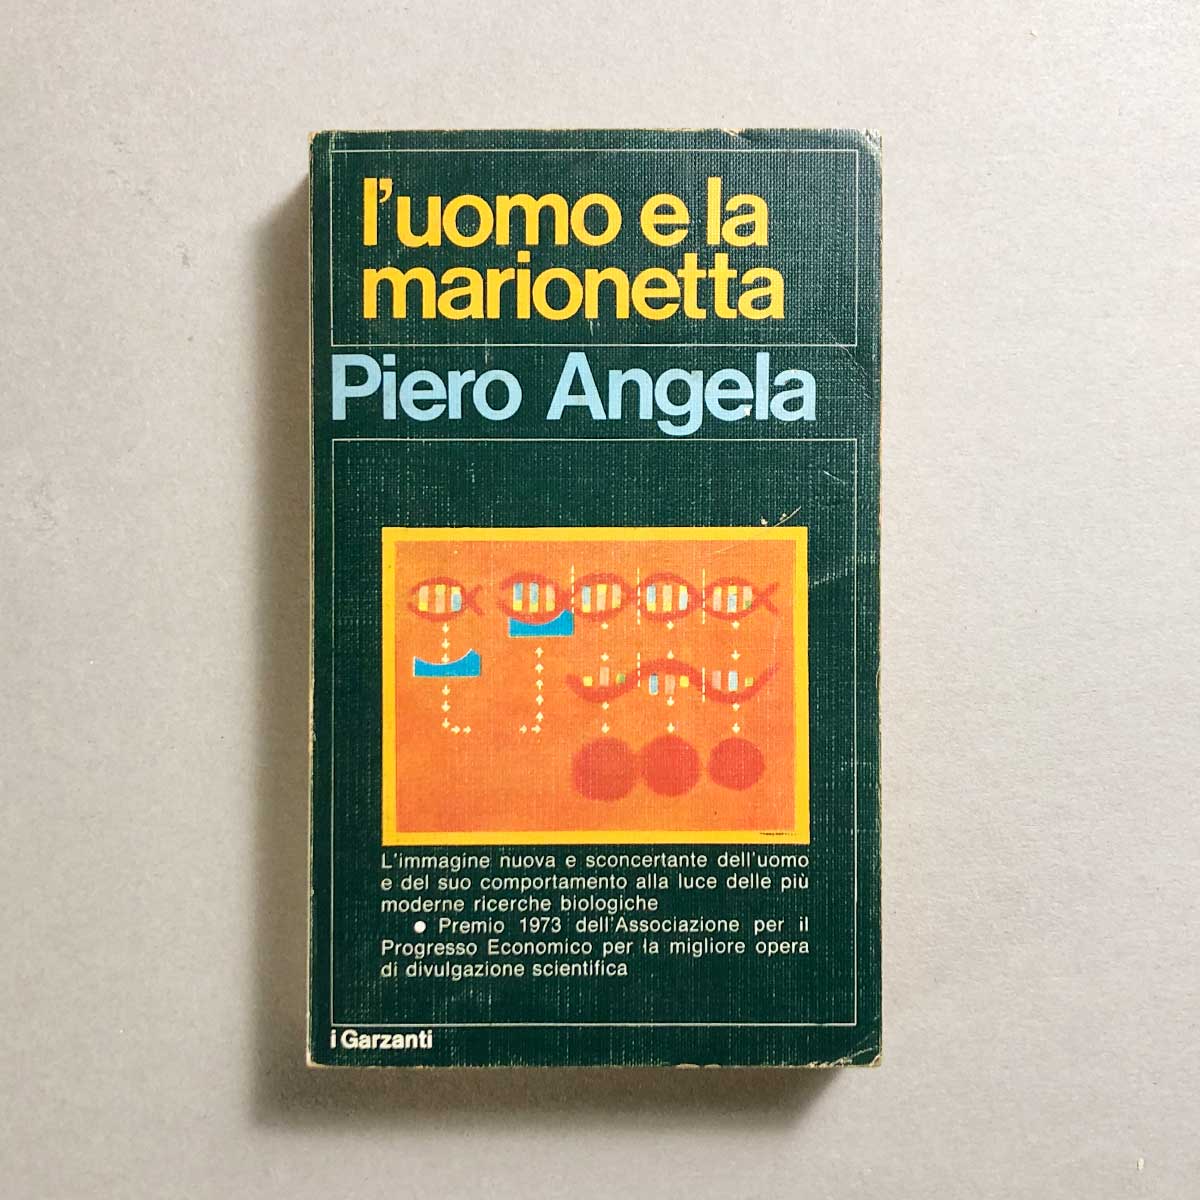 l'uomo e la
marionetta
Piero Angela
L'immagine nuova e sconcertante dell'uomo
e del suo comportamento alla luce delle più
moderne ricerche biologiche
● Premio 1973 dell'Associazione per il
Progresso Economico per la migliore opera
di divulgazione scientifica
i Garzanti